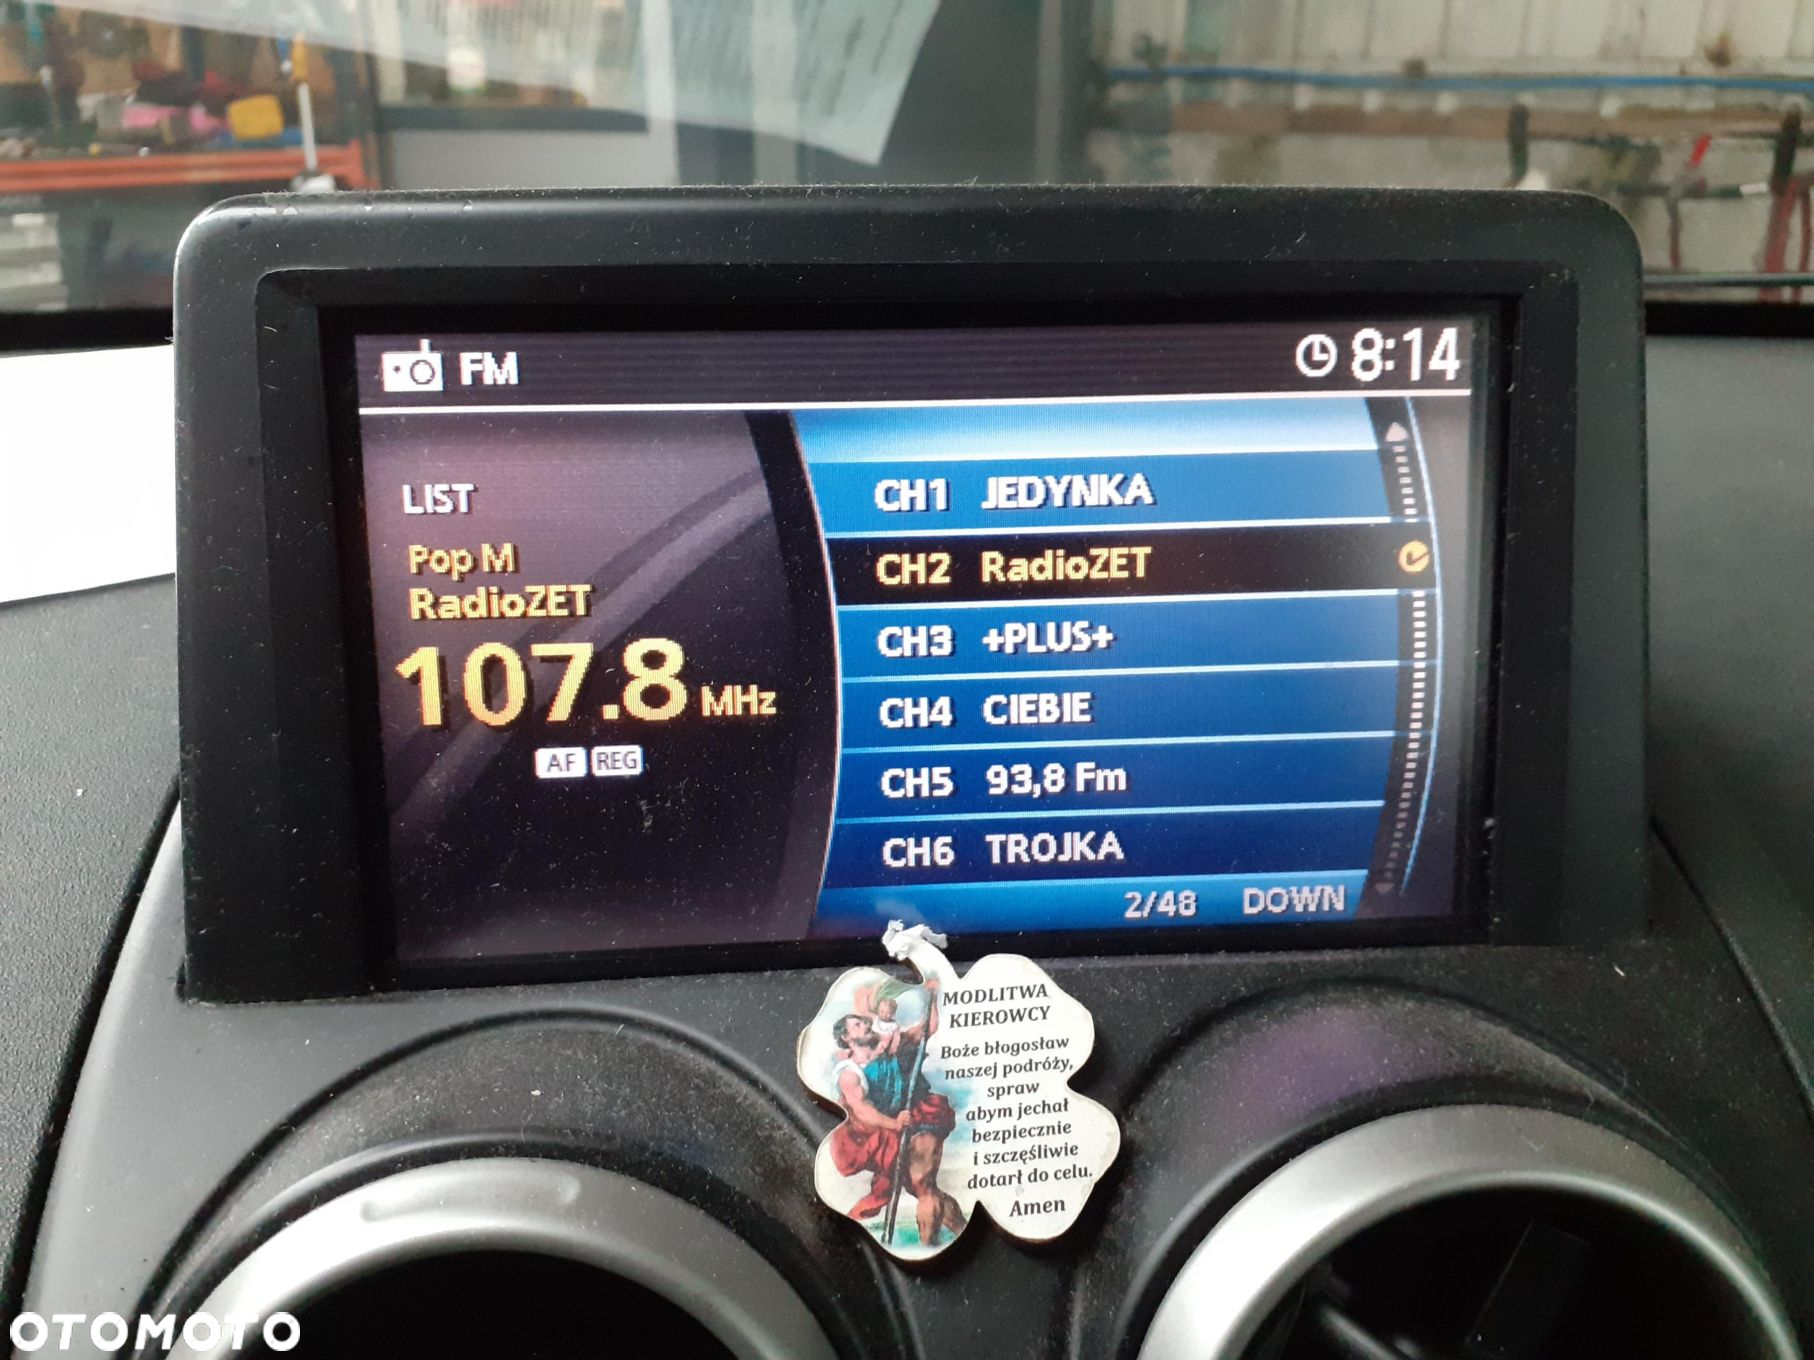 FM
8:14
LIST
Pop M
RadioZET
107.8 MHz
AF REG
CH1 JEDYNKA
CH2 RadioZET
CH3 +PLUS+
CH4 CIEBIE
CH5 93,8 Fm
CH6 TROJKA
2/48 DOWN
MODLITWA
KIEROWCY
Boże błogosław
naszej podróży,
spraw
abym jechał
bezpiecznie
i szczęśliwie
dotarł do celu.
Amen
OTOMOTO